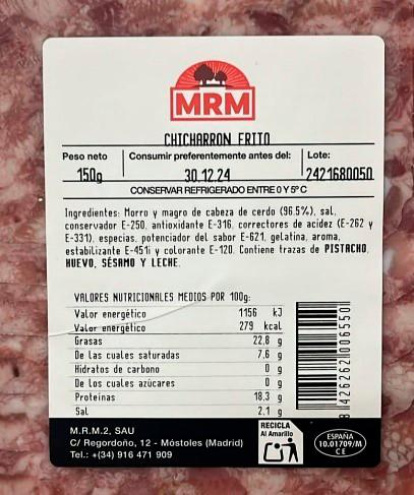 MRM
CHICHARRON FRITO
Peso neto
150g
Consumir preferentemente antes del:
30.12.24
Lote:
2421680050
CONSERVAR REFRIGERADO ENTRE 0 Y 5º C
Ingredientes: Morro y magro de cabeza de cerdo (96.5%), sal,
conservador E-250, antioxidante E-316, correctores de acidez (E-262 y
E-331), especias, potenciador del sabor E-621, gelatina, aroma,
estabilizante E-451i y colorante E-120. Contiene trazas de PISTACHO,
HUEVO, SÉSAMO Y LECHE.
VALORES NUTRICIONALES MEDIOS POR 100g:
Valor energético 1156 kJ
Valor energético 279 kcal
Grasas 22.8 g
De las cuales saturadas 7.6 g
Hidratos de carbono 0 g
De los cuales azúcares 0 g
Proteinas 18.3 g
Sal 2.1 g
8 426262 006550
M.R.M.2, SAU
C/ Regordoño, 12 - Móstoles (Madrid)
Tel.: +(34) 916 471 909
RECICLA
Al Amarillo
ESPAÑA
10.01709/M
C E